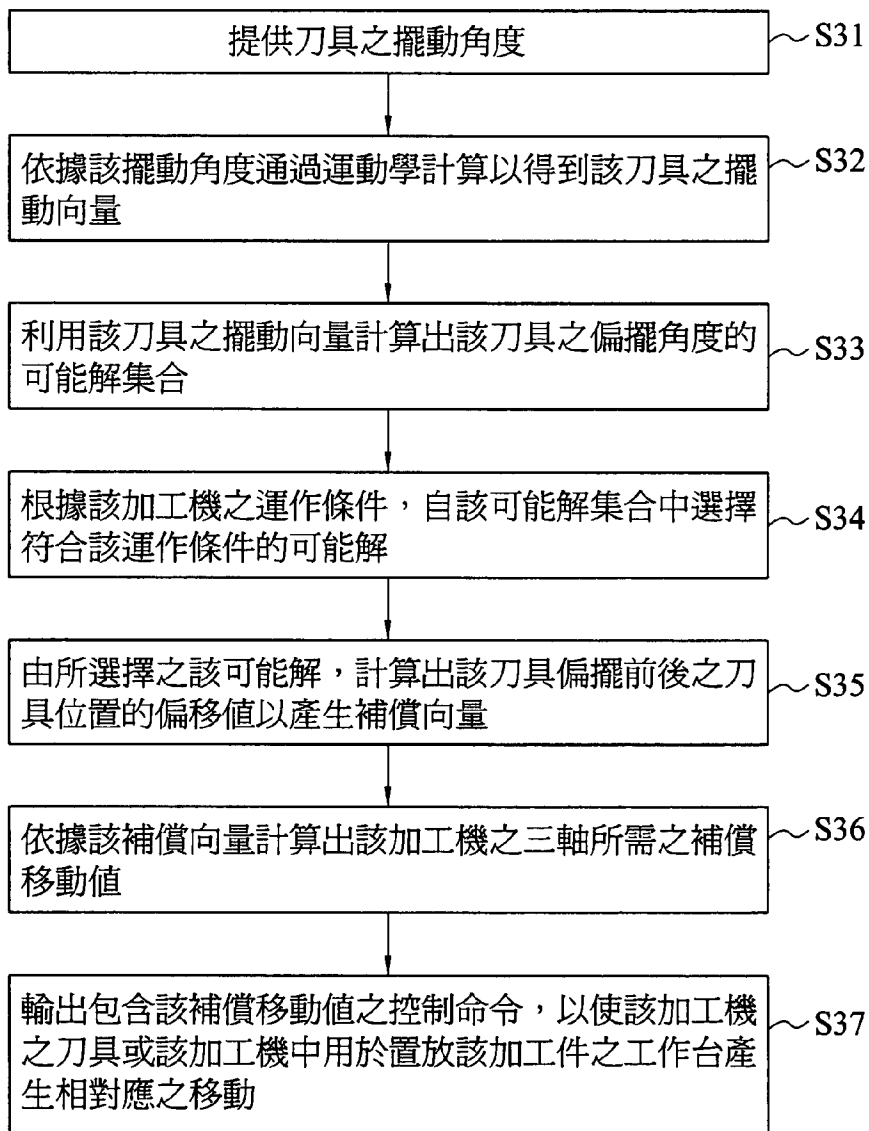 提供刀具之擺動角度
S31
依據該擺動角度通過運動學計算以得到該刀具之擺
動向量
S32
利用該刀具之擺動向量計算出該刀具之偏擺角度的
可能解集合
S33
根據該加工機之運作條件，自該可能解集合中選擇
符合該運作條件的可能解
S34
由所選擇之該可能解，計算出該刀具偏擺前後之刀
具位置的偏移值以產生補償向量
S35
依據該補償向量計算出該加工機之三軸所需之補償
移動值
S36
輸出包含該補償移動值之控制命令，以使該加工機
之刀具或該加工機中用於置放該加工件之工作台產
生相對應之移動
S37